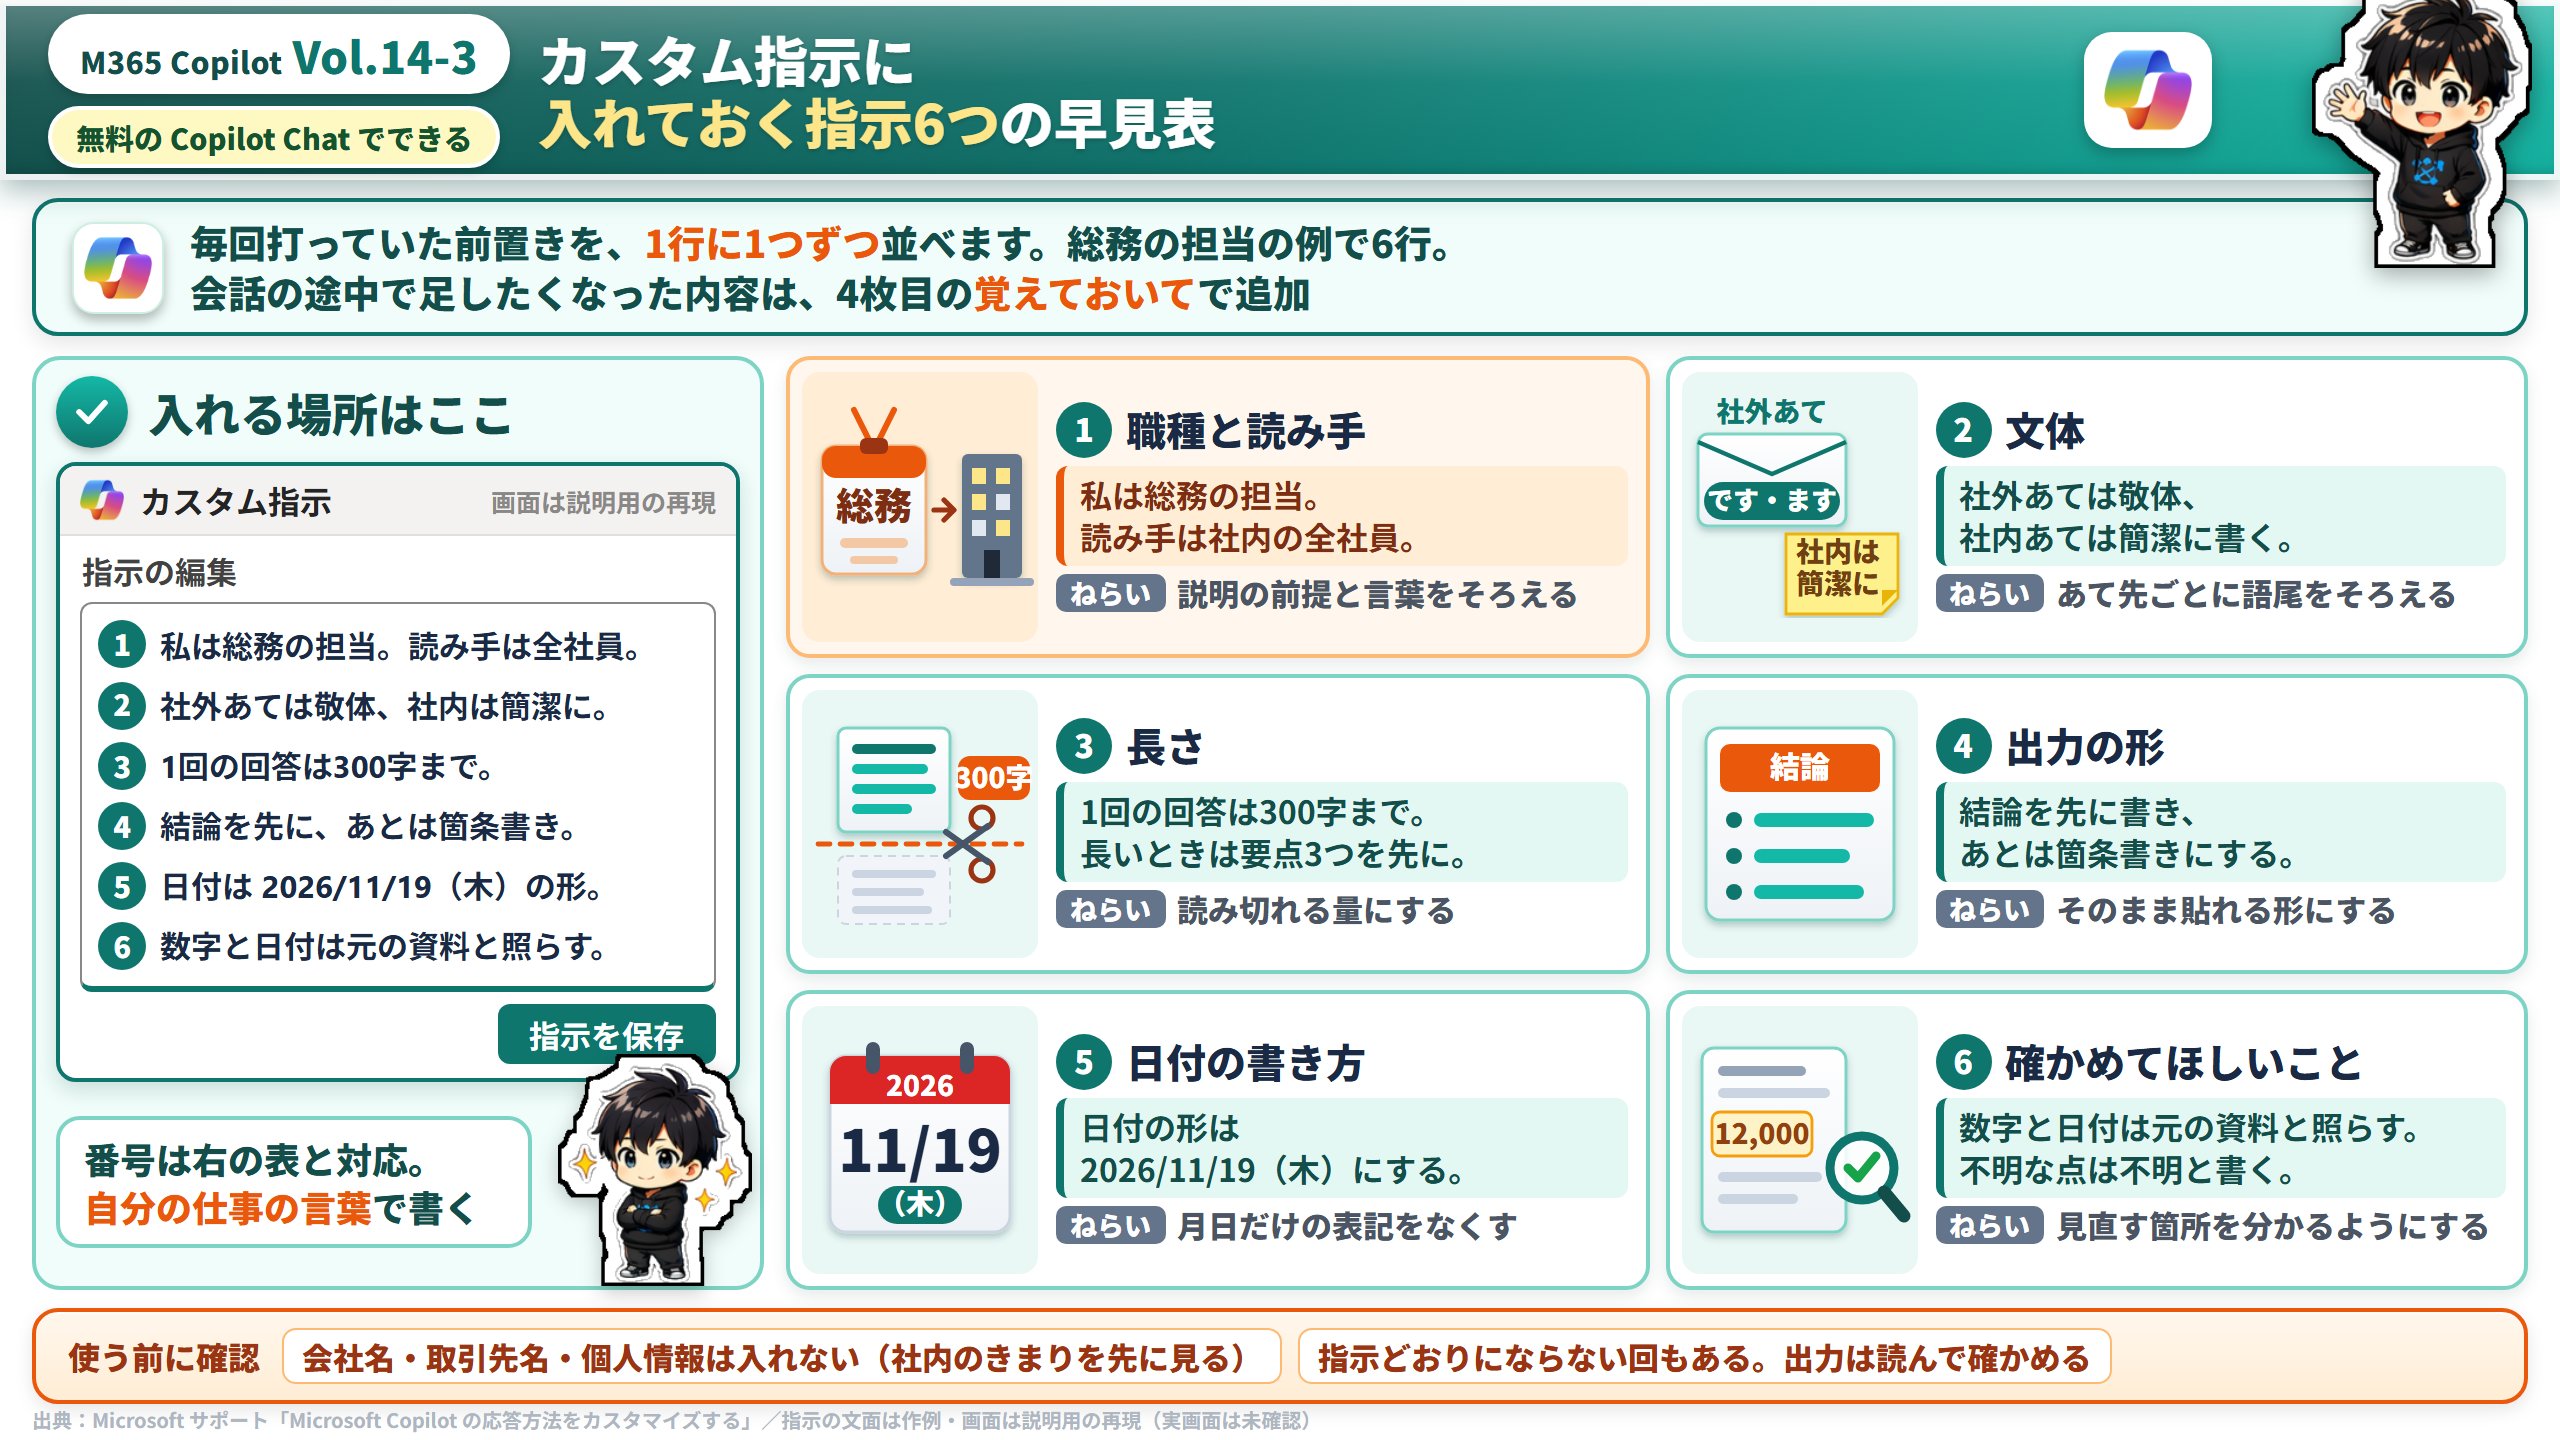 M365 Copilot Vol.14-3
無料の Copilot Chat でできる
カスタム指示に
入れておく指示6つの早見表
毎回打っていた前置きを、1行に1つずつ並べます。総務の担当の例で6行。
会話の途中で足したくなった内容は、4枚目の覚えておいてで追加
入れる場所はここ
カスタム指示
画面は説明用の再現
指示の編集
1 私は総務の担当。読み手は全社員。
2 社外あては敬体、社内は簡潔に。
3 1回の回答は300字まで。
4 結論を先に、あとは箇条書き。
5 日付は 2026/11/19（木）の形。
6 数字と日付は元の資料と照らす。
指示を保存
番号は右の表と対応。
自分の仕事の言葉で書く
総務
1 職種と読み手
私は総務の担当。
読み手は社内の全社員。
ねらい 説明の前提と言葉をそろえる
社外あて
です・ます
社内は
簡潔に
2 文体
社外あては敬体、
社内あては簡潔に書く。
ねらい あて先ごとに語尾をそろえる
300字
3 長さ
1回の回答は300字まで。
長いときは要点3つを先に。
ねらい 読み切れる量にする
結論
4 出力の形
結論を先に書き、
あとは箇条書きにする。
ねらい そのまま貼れる形にする
2026
11/19
（木）
5 日付の書き方
日付の形は
2026/11/19（木）にする。
ねらい 月日だけの表記をなくす
12,000
6 確かめてほしいこと
数字と日付は元の資料と照らす。
不明な点は不明と書く。
ねらい 見直す箇所を分かるようにする
使う前に確認
会社名・取引先名・個人情報は入れない（社内のきまりを先に見る）
指示どおりにならない回もある。出力は読んで確かめる
出典：Microsoft サポート「Microsoft Copilot の応答方法をカスタマイズする」／指示の文面は作例・画面は説明用の再現（実画面は未確認）